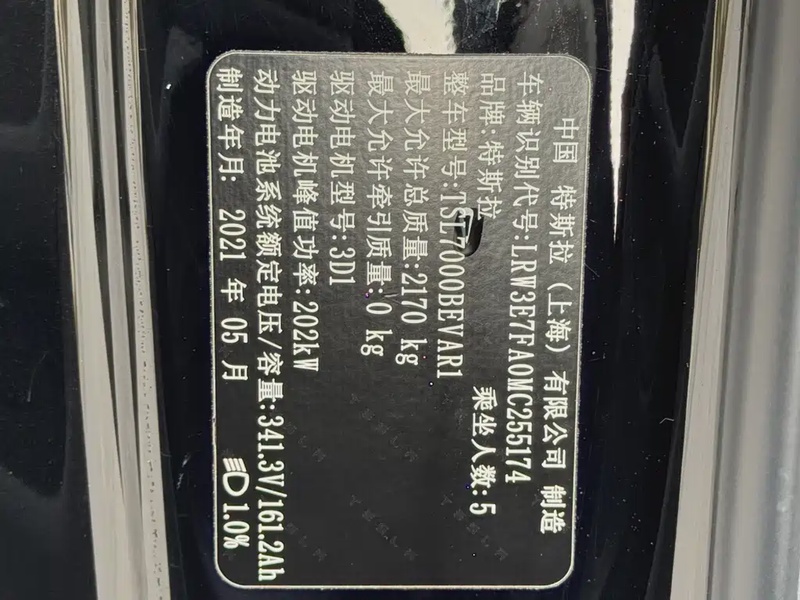 中国 特斯拉（上海）有限公司 制造
车辆识别代号:LRW3E7FA0MC255174
品牌:特斯拉 乘坐人数:5
整车型号:TSL7000BEVAR1
最大允许总质量:2170 kg
最大允许牵引质量:0 kg
驱动电机型号:3D1
驱动电机峰值功率:202kW
动力电池系统额定电压/容量:341.3V/161.2Ah
制造年月: 2021 年 05 月 1.0%